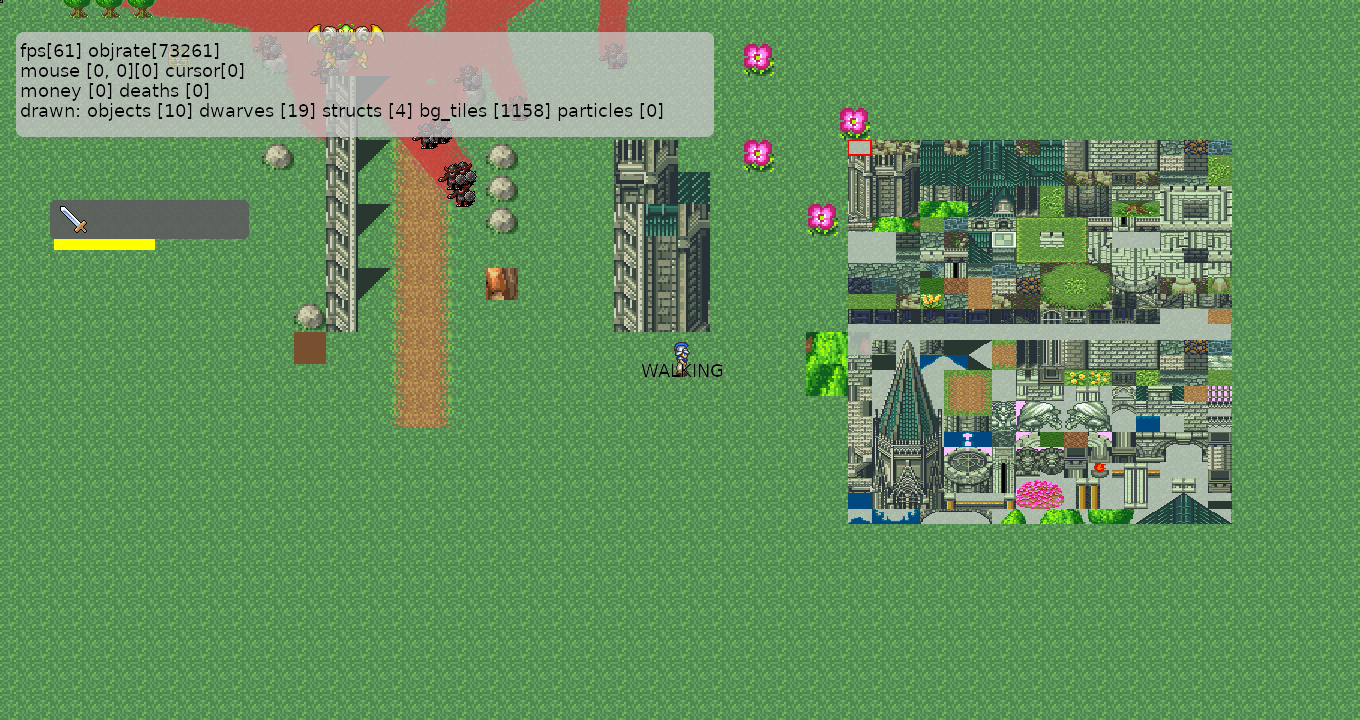 fps[61] objrate[73261]
mouse [0, 0][0] cursor[0]
money [0] deaths [0]
drawn: objects [10] dwarves [19] structs [4] bg_tiles [1158] particles [0]
WALKING